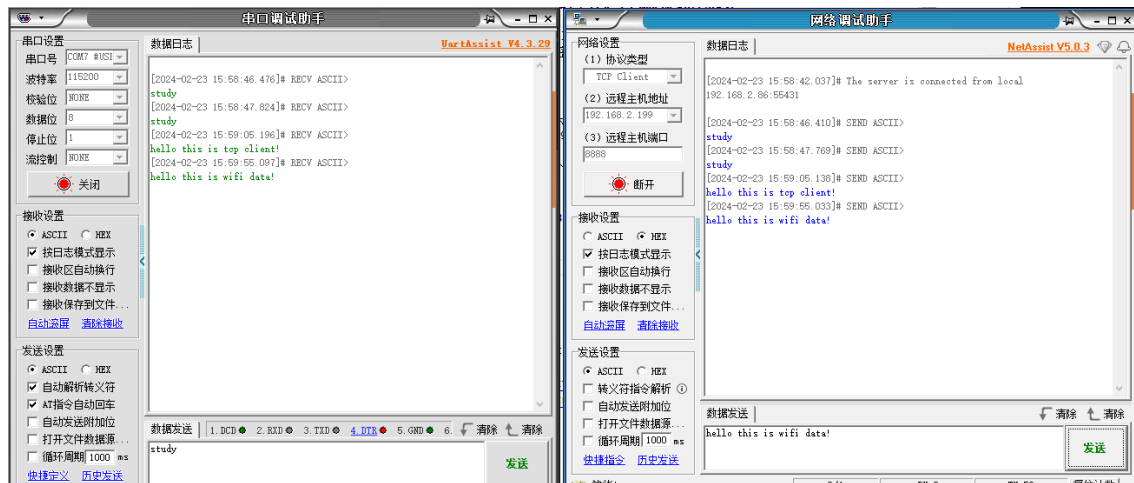 串口调试助手
串口设置
串口号 COM7 #USI
波特率 115200
校验位 NONE
数据位 8
停止位 1
流控制 NONE
关闭
接收设置
ASCII HEX
按日志模式显示
接收区自动换行
接收数据不显示
接收保存到文件...
自动滚屏 清除接收
发送设置
ASCII HEX
自动解析转义符
AT指令自动回车
自动发送附加位
打开文件数据源...
循环周期 1000 ms
快捷定义 历史发送
数据日志 UartAssist V4.3.29
[2024-02-23 15:58:46.476]# RECV ASCII>
study
[2024-02-23 15:58:47.824]# RECV ASCII>
study
[2024-02-23 15:59:05.196]# RECV ASCII>
hello this is tcp client!
[2024-02-23 15:59:55.097]# RECV ASCII>
hello this is wifi data!
数据发送 1.DCD 2.RXD 3.TXD 4.DTR 5.GND 6. 清除 清除
study
发送
网络调试助手
网络设置
(1) 协议类型
TCP Client
(2) 远程主机地址
192.168.2.199
(3) 远程主机端口
8888
断开
接收设置
ASCII HEX
按日志模式显示
接收区自动换行
接收数据不显示
接收保存到文件...
自动滚屏 清除接收
发送设置
ASCII HEX
转义符指令解析
自动发送附加位
打开文件数据源...
循环周期 1000 ms
快捷指令 历史发送
数据日志 NetAssist V5.0.3
[2024-02-23 15:58:42.037]# The server is connected from local
192.168.2.86:55431
[2024-02-23 15:58:46.410]# SEND ASCII>
study
[2024-02-23 15:58:47.769]# SEND ASCII>
study
[2024-02-23 15:59:05.138]# SEND ASCII>
hello this is tcp client!
[2024-02-23 15:59:55.033]# SEND ASCII>
hello this is wifi data!
数据发送 清除 清除
hello this is wifi data!
发送